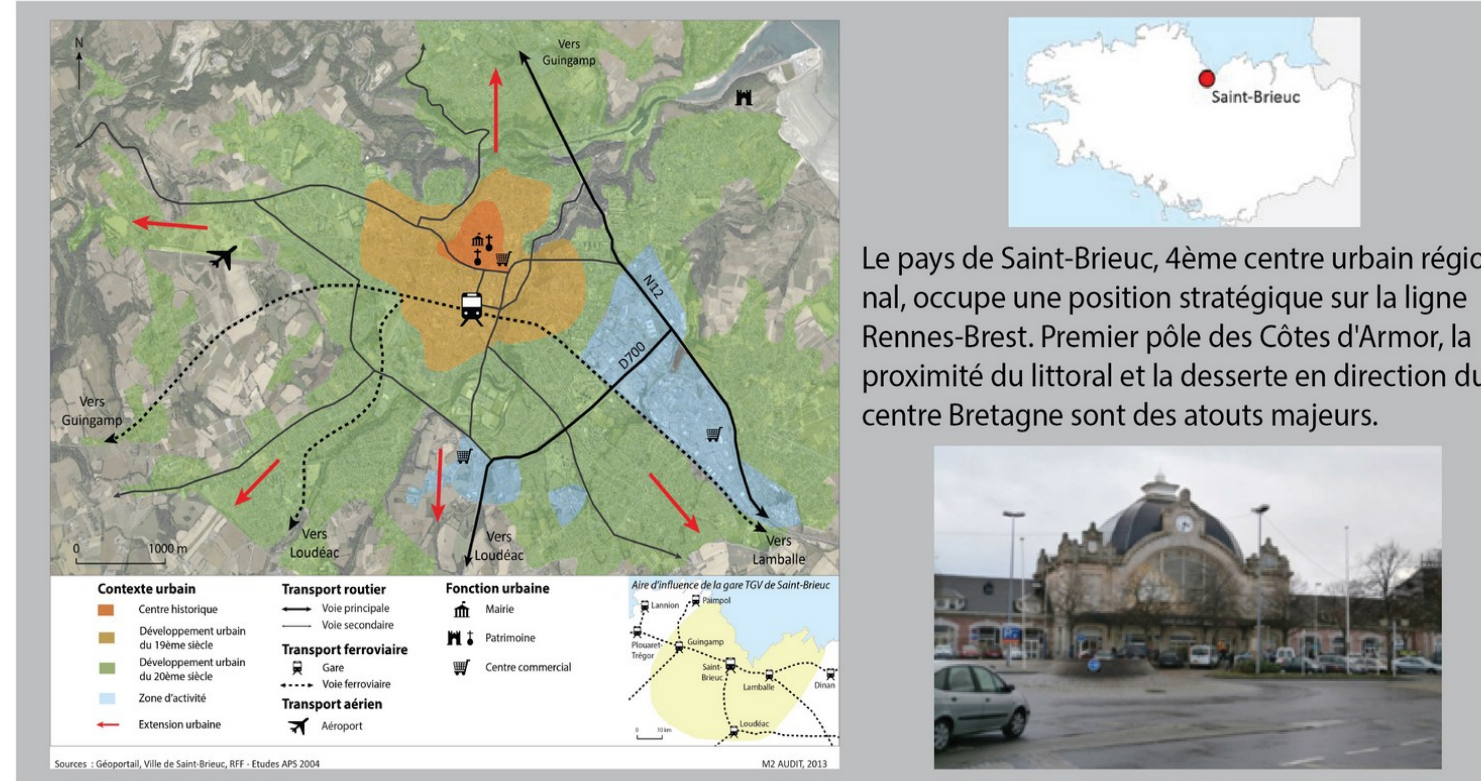 N
Vers
Guingamp
N12
D700
Vers
Guingamp
Vers
Loudéac
Vers
Loudéac
Vers
Lamballe
0 1000 m
Contexte urbain
Centre historique
Développement urbain
du 19ème siècle
Développement urbain
du 20ème siècle
Zone d'activité
Extension urbaine
Transport routier
Voie principale
Voie secondaire
Transport ferroviaire
Gare
Voie ferroviaire
Transport aérien
Aéroport
Fonction urbaine
Mairie
Patrimoine
Centre commercial
Aire d'influence de la gare TGV de Saint-Brieuc
Lannion
Paimpol
Plouaret-
Trégor
Guingamp
Saint-
Brieuc
Lamballe
Dinan
Loudéac
0 10 km
Sources : Géoportail, Ville de Saint-Brieuc, RFF - Etudes APS 2004
M2 AUDIT, 2013
Saint-Brieuc
Le pays de Saint-Brieuc, 4ème centre urbain régio
nal, occupe une position stratégique sur la ligne
Rennes-Brest. Premier pôle des Côtes d'Armor, la
proximité du littoral et la desserte en direction du
centre Bretagne sont des atouts majeurs.